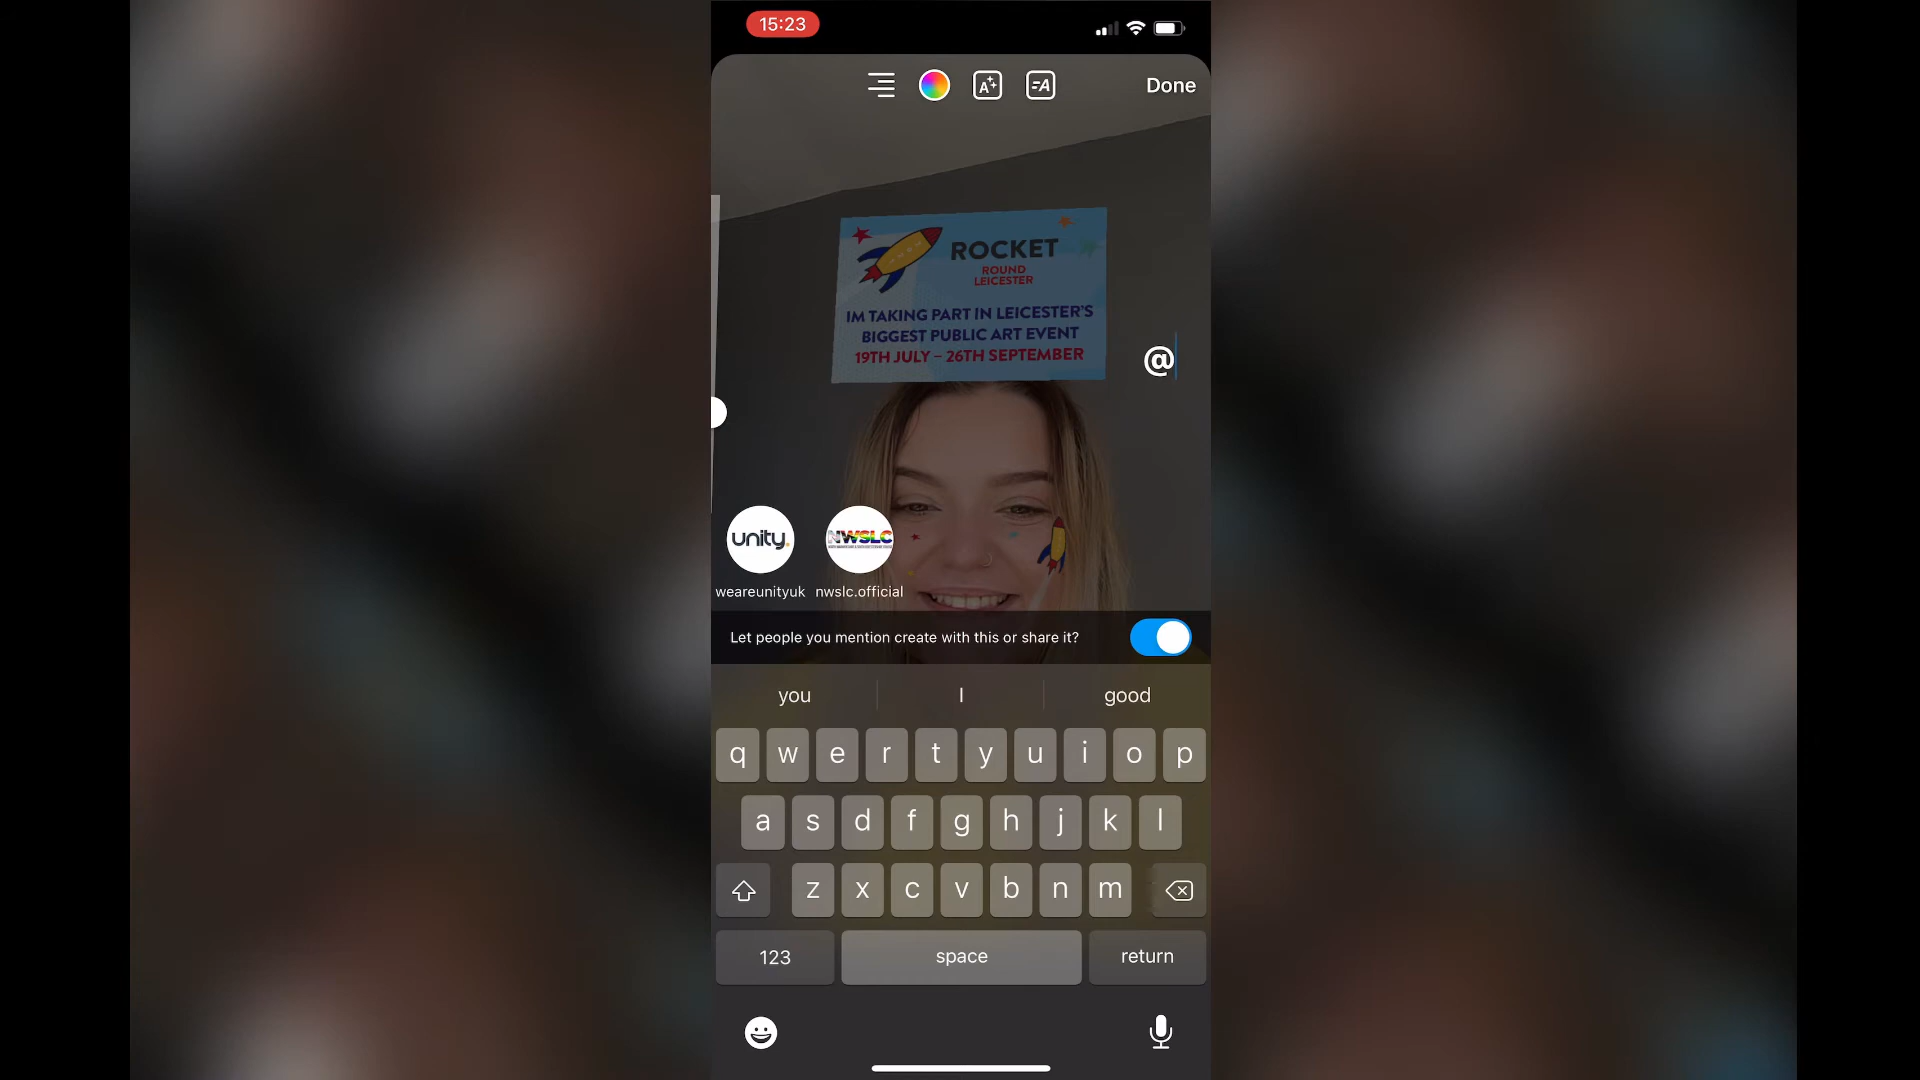 15:23
A
=A
Done
ROCKET
ROUND
LEICESTER
IM TAKING PART IN LEICESTER'S
BIGGEST PUBLIC ART EVENT
19TH JULY – 26TH SEPTEMBER
@
unity.
NWSLC
weareunityuk nwslc.official
Let people you mention create with this or share it?
you I good
q w e r t y u i o p
a s d f g h j k l
z x c v b n m
123 space return